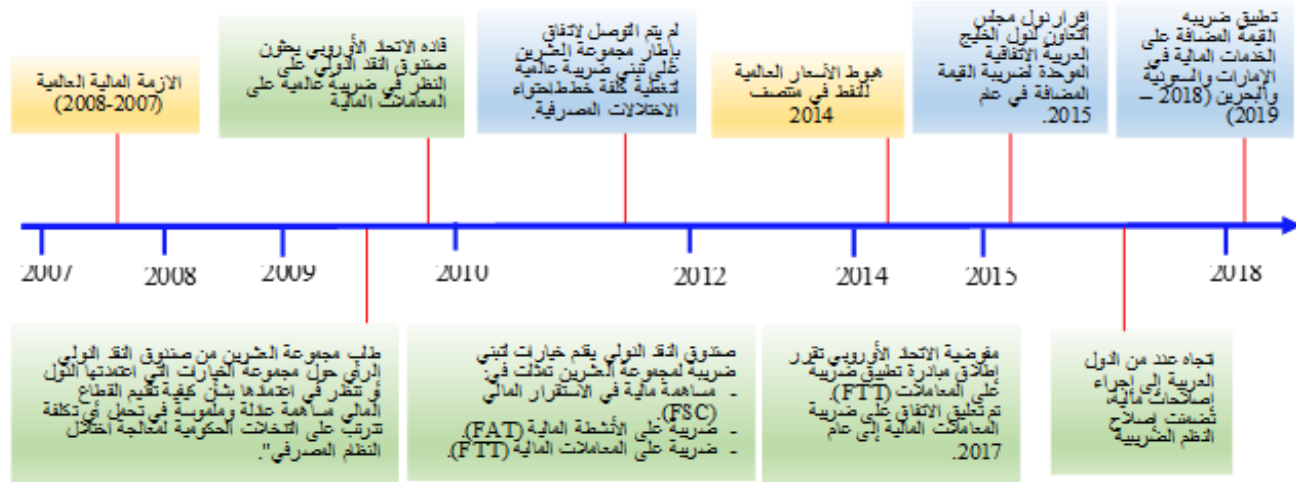 الازمة المالية العالمية
(2008-2007)
قادة الاتحاد الأوروبي يحثون
صندوق النقد الدولي على
النظر في ضريبة عالمية على
المعاملات المالية
لم يتم التوصل لاتفاق
بإطار مجموعة العشرين
على تبني ضريبة عالمية
لتغطية كلفة خطط احتواء
الاختلالات المصرفية.
هبوط الأسعار العالمية
للنفط في منتصف
2014
إقرار دول مجلس
التعاون لدول الخليج
العربية الاتفاقية
الموحدة لضريبة القيمة
المضافة في عام
2015.
تطبيق ضريبة
القيمة المضافة على
الخدمات المالية في
الإمارات والسعودية
والبحرين (2018 –
2019)
2007
2008
2009
2010
2012
2014
2015
2018
طلب مجموعة العشرين من صندوق النقد الدولي
الرأي حول مجموعة الخيارات التي اعتمدتها الدول
أو تنظر في اعتمادها بشأن كيفية تقديم القطاع
المالي مساهمة عادلة وملموسة في تحمل أي تكلفة
تترتب على التدخلات الحكومية لمعالجة اختلال
النظام المصرفي".
صندوق النقد الدولي يقدم خيارات لتبني
ضريبة لمجموعة العشرين تمثلت في:
- مساهمة مالية في الاستقرار المالي
(FSC).
- ضريبة على الأنشطة المالية (FAT).
- ضريبة على المعاملات المالية (FTT).
مفوضية الاتحاد الأوروبي تقرر
إطلاق مبادرة تطبيق ضريبة
على المعاملات (FTT).
تم تعليق الاتفاق على ضريبة
المعاملات المالية إلى عام
2017.
اتجاه عدد من الدول
العربية إلى إجراء
إصلاحات مالية،
تضمنت إصلاح
النظم الضريبية